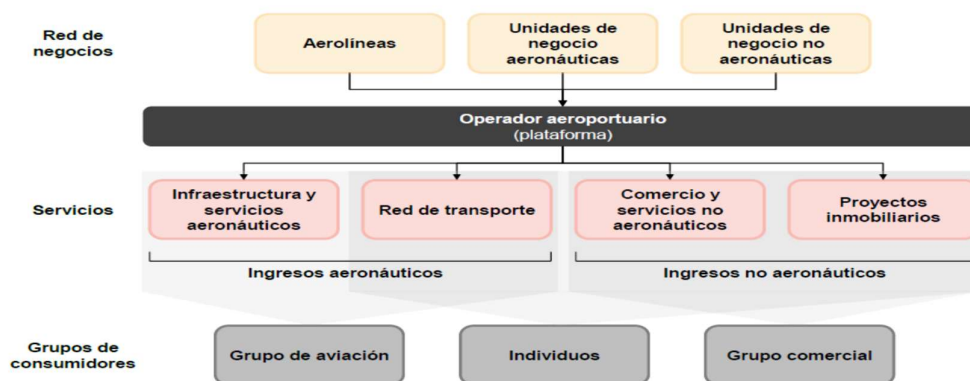 Red de
negocios
Aerolíneas
Unidades de
negocio
aeronáuticas
Unidades de
negocio no
aeronáuticas
Operador aeroportuario
(plataforma)
Servicios
Infraestructura y
servicios
aeronáuticos
Red de transporte
Comercio y
servicios no
aeronáuticos
Proyectos
inmobiliarios
Ingresos aeronáuticos
Ingresos no aeronáuticos
Grupos de
consumidores
Grupo de aviación
Individuos
Grupo comercial